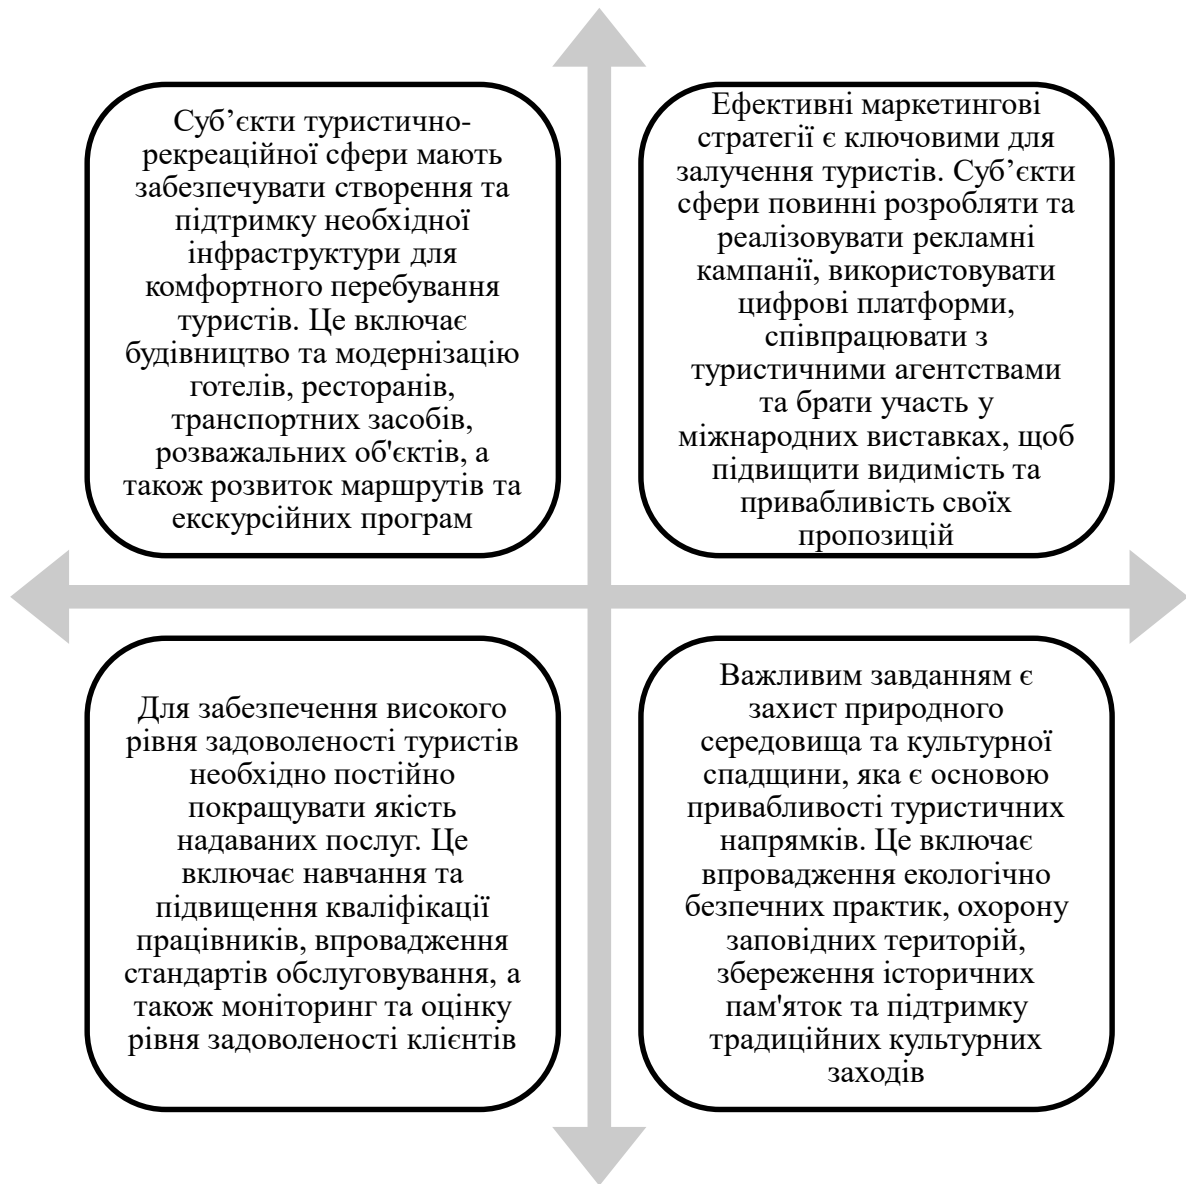 Суб’єкти туристично-
рекреаційної сфери мають
забезпечувати створення та
підтримку необхідної
інфраструктури для
комфортного перебування
туристів. Це включає
будівництво та модернізацію
готелів, ресторанів,
транспортних засобів,
розважальних об'єктів, а
також розвиток маршрутів та
екскурсійних програм
Ефективні маркетингові
стратегії є ключовими для
залучення туристів. Суб’єкти
сфери повинні розробляти та
реалізовувати рекламні
кампанії, використовувати
цифрові платформи,
співпрацювати з
туристичними агентствами
та брати участь у
міжнародних виставках, щоб
підвищити видимість та
привабливість своїх
пропозицій
Для забезпечення високого
рівня задоволеності туристів
необхідно постійно
покращувати якість
надаваних послуг. Це
включає навчання та
підвищення кваліфікації
працівників, впровадження
стандартів обслуговування, а
також моніторинг та оцінку
рівня задоволеності клієнтів
Важливим завданням є
захист природного
середовища та культурної
спадщини, яка є основою
привабливості туристичних
напрямків. Це включає
впровадження екологічно
безпечних практик, охорону
заповідних територій,
збереження історичних
пам'яток та підтримку
традиційних культурних
заходів